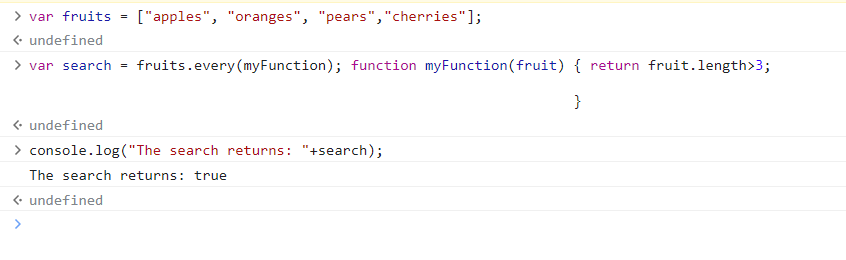 > var fruits = ["apples", "oranges", "pears","cherries"];
undefined
> var search = fruits.every(myFunction); function myFunction(fruit) { return fruit.length>3;
}
undefined
> console.log("The search returns: "+search);
The search returns: true
undefined
>